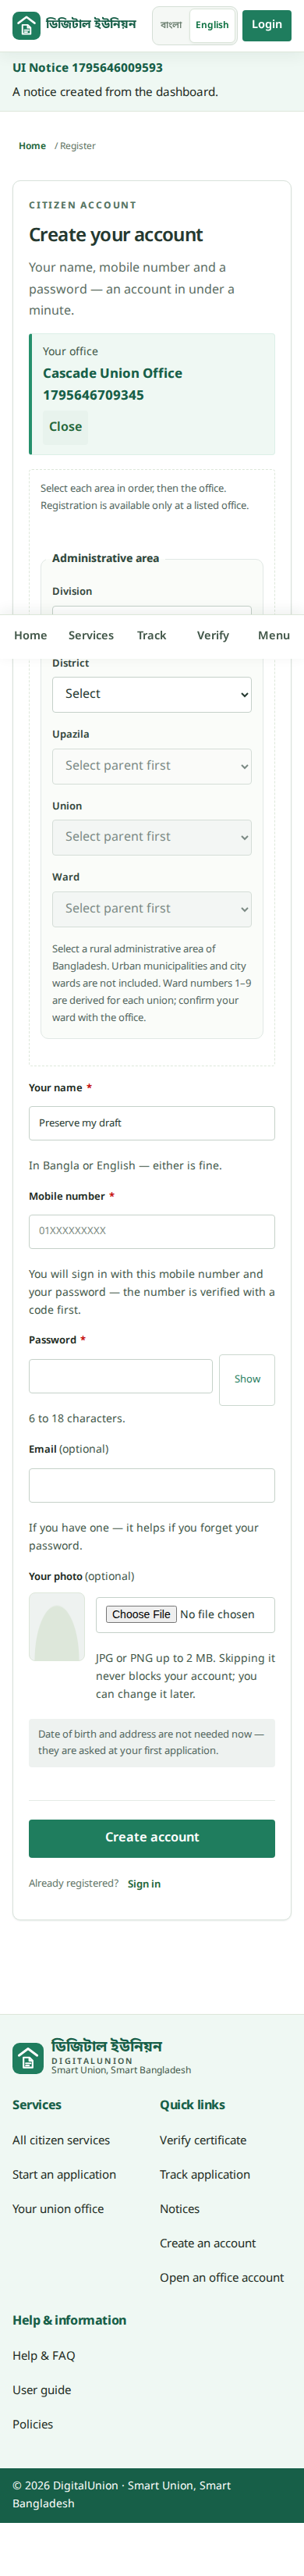 ডিজিটাল ইউনিয়ন
বাংলা English Login
UI Notice 1795646009593
A notice created from the dashboard.
Home / Register
CITIZEN ACCOUNT
Create your account
Your name, mobile number and a
password — an account in under a
minute.
Your office
Cascade Union Office
1795646709345
Close
Select each area in order, then the office.
Registration is available only at a listed office.
Administrative area
Division
Home Services Track Verify Menu
District
Select
Upazila
Select parent first
Union
Select parent first
Ward
Select parent first
Select a rural administrative area of
Bangladesh. Urban municipalities and city
wards are not included. Ward numbers 1–9
are derived for each union; confirm your
ward with the office.
Your name *
Preserve my draft
In Bangla or English — either is fine.
Mobile number *
01XXXXXXXXX
You will sign in with this mobile number and
your password — the number is verified with a
code first.
Password *
Show
6 to 18 characters.
Email (optional)
If you have one — it helps if you forget your
password.
Your photo (optional)
Choose File No file chosen
JPG or PNG up to 2 MB. Skipping it
never blocks your account; you
can change it later.
Date of birth and address are not needed now —
they are asked at your first application.
Create account
Already registered? Sign in
ডিজিটাল ইউনিয়ন
DIGITALUNION
Smart Union, Smart Bangladesh
Services
All citizen services
Start an application
Your union office
Quick links
Verify certificate
Track application
Notices
Create an account
Open an office account
Help & information
Help & FAQ
User guide
Policies
© 2026 DigitalUnion · Smart Union, Smart
Bangladesh